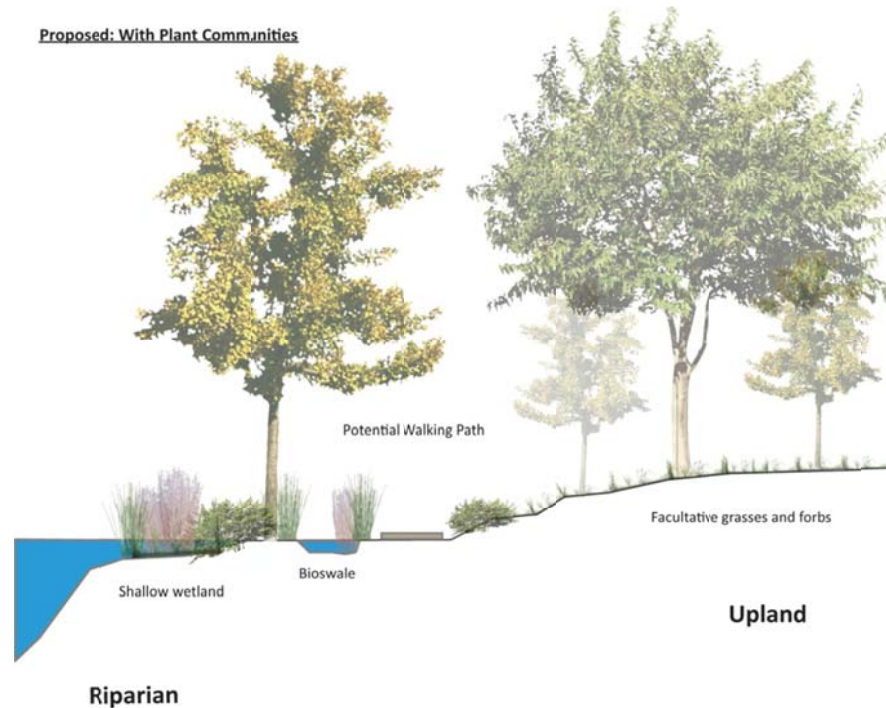 Proposed: With Plant Communities
Potential Walking Path
Facultative grasses and forbs
Bioswale
Shallow wetland
Upland
Riparian